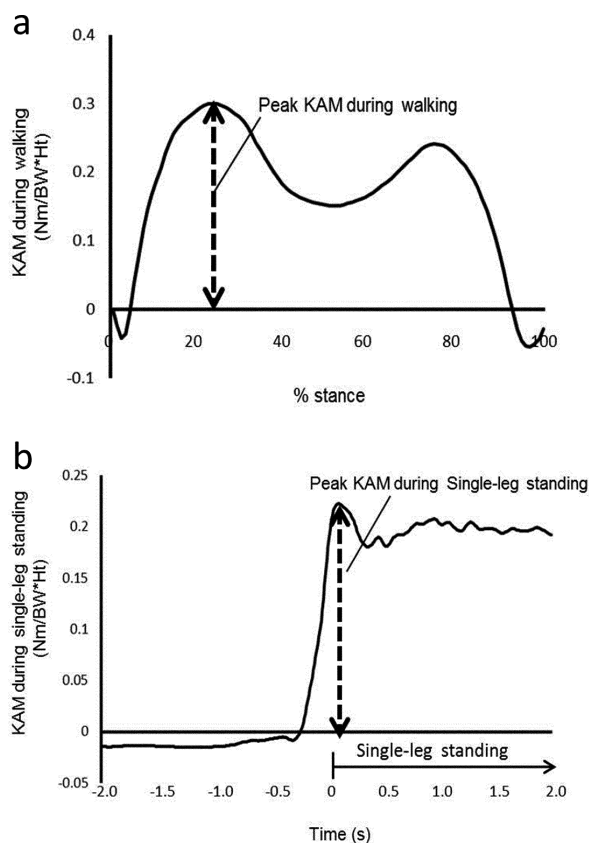 a
KAM during walking
(Nm/BW*Ht)
0.4
0.3
0.2
0.1
0
-0.1
Peak KAM during walking
0
20
40
60
80
100
% stance
b
KAM during single-leg standing
(Nm/BW*Ht)
0.25
0.2
0.15
0.1
0.05
0
-0.05
Peak KAM during Single-leg standing
Single-leg standing
-2.0
-1.5
-1.0
-0.5
0
0.5
1.0
1.5
2.0
Time (s)